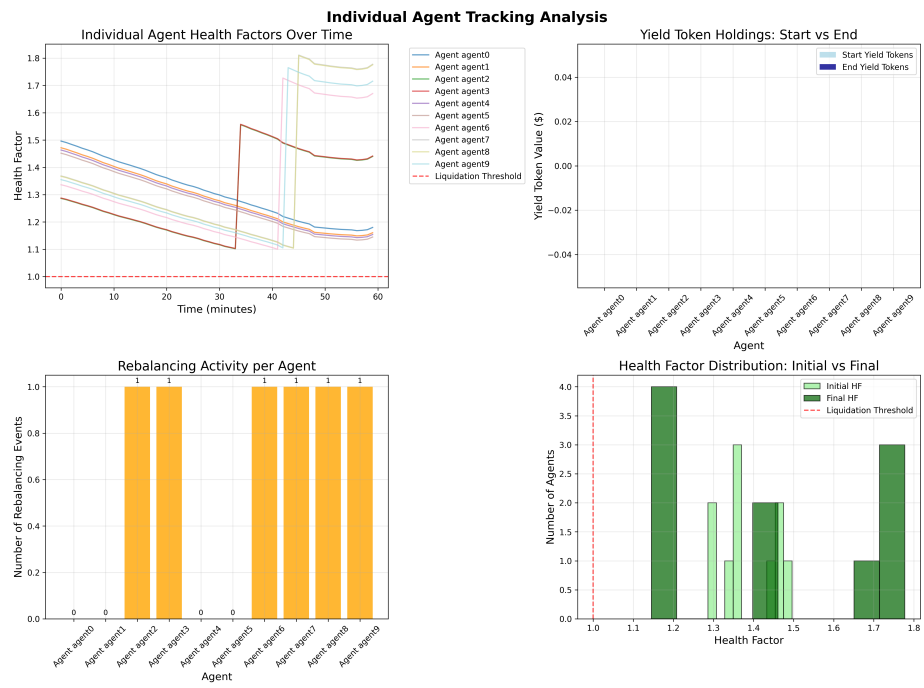 Individual Agent Tracking Analysis
Individual Agent Health Factors Over Time
Health Factor
1.8
1.7
1.6
1.5
1.4
1.3
1.2
1.1
1.0
0
10
20
30
40
50
60
Time (minutes)
Agent agent0
Agent agent1
Agent agent2
Agent agent3
Agent agent4
Agent agent5
Agent agent6
Agent agent7
Agent agent8
Agent agent9
Liquidation Threshold
Yield Token Holdings: Start vs End
Yield Token Value ($)
0.04
0.02
0.00
−0.02
−0.04
Start Yield Tokens
End Yield Tokens
Agent agent0
Agent agent1
Agent agent2
Agent agent3
Agent agent4
Agent agent5
Agent agent6
Agent agent7
Agent agent8
Agent agent9
Agent
Rebalancing Activity per Agent
Number of Rebalancing Events
1.0
0.8
0.6
0.4
0.2
0.0
0
0
1
1
0
0
1
1
1
1
Agent agent0
Agent agent1
Agent agent2
Agent agent3
Agent agent4
Agent agent5
Agent agent6
Agent agent7
Agent agent8
Agent agent9
Agent
Health Factor Distribution: Initial vs Final
Number of Agents
4.0
3.5
3.0
2.5
2.0
1.5
1.0
0.5
0.0
Initial HF
Final HF
Liquidation Threshold
1.0
1.1
1.2
1.3
1.4
1.5
1.6
1.7
1.8
Health Factor